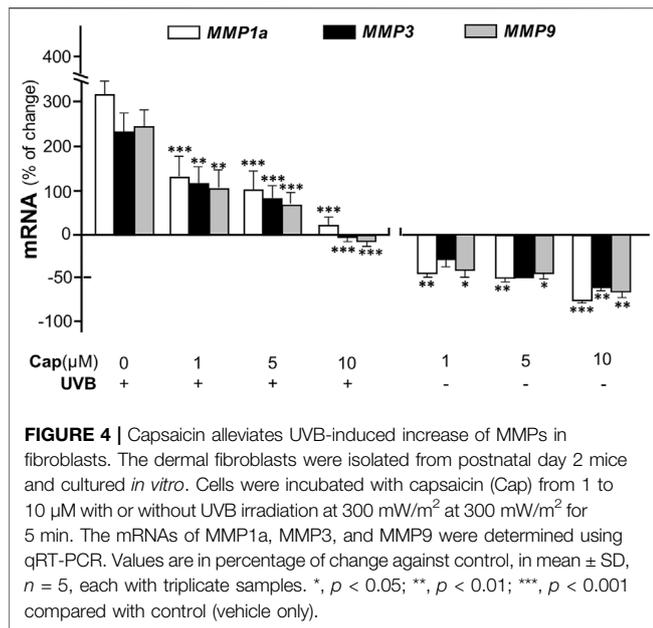 MMP1a MMP3 MMP9
400
300
200
100
0
-50
-100
mRNA (% of change)
*** ** ** *** *** *** *** *** *** ** * ** * *** ** **
Cap(μM) 0 1 5 10 1 5 10
UVB + + + + - - -
FIGURE 4 | Capsaicin alleviates UVB-induced increase of MMPs in
fibroblasts. The dermal fibroblasts were isolated from postnatal day 2 mice
and cultured in vitro. Cells were incubated with capsaicin (Cap) from 1 to
10 μM with or without UVB irradiation at 300 mW/m² at 300 mW/m² for
5 min. The mRNAs of MMP1a, MMP3, and MMP9 were determined using
qRT-PCR. Values are in percentage of change against control, in mean ± SD,
n = 5, each with triplicate samples. *, p < 0.05; **, p < 0.01; ***, p < 0.001
compared with control (vehicle only).